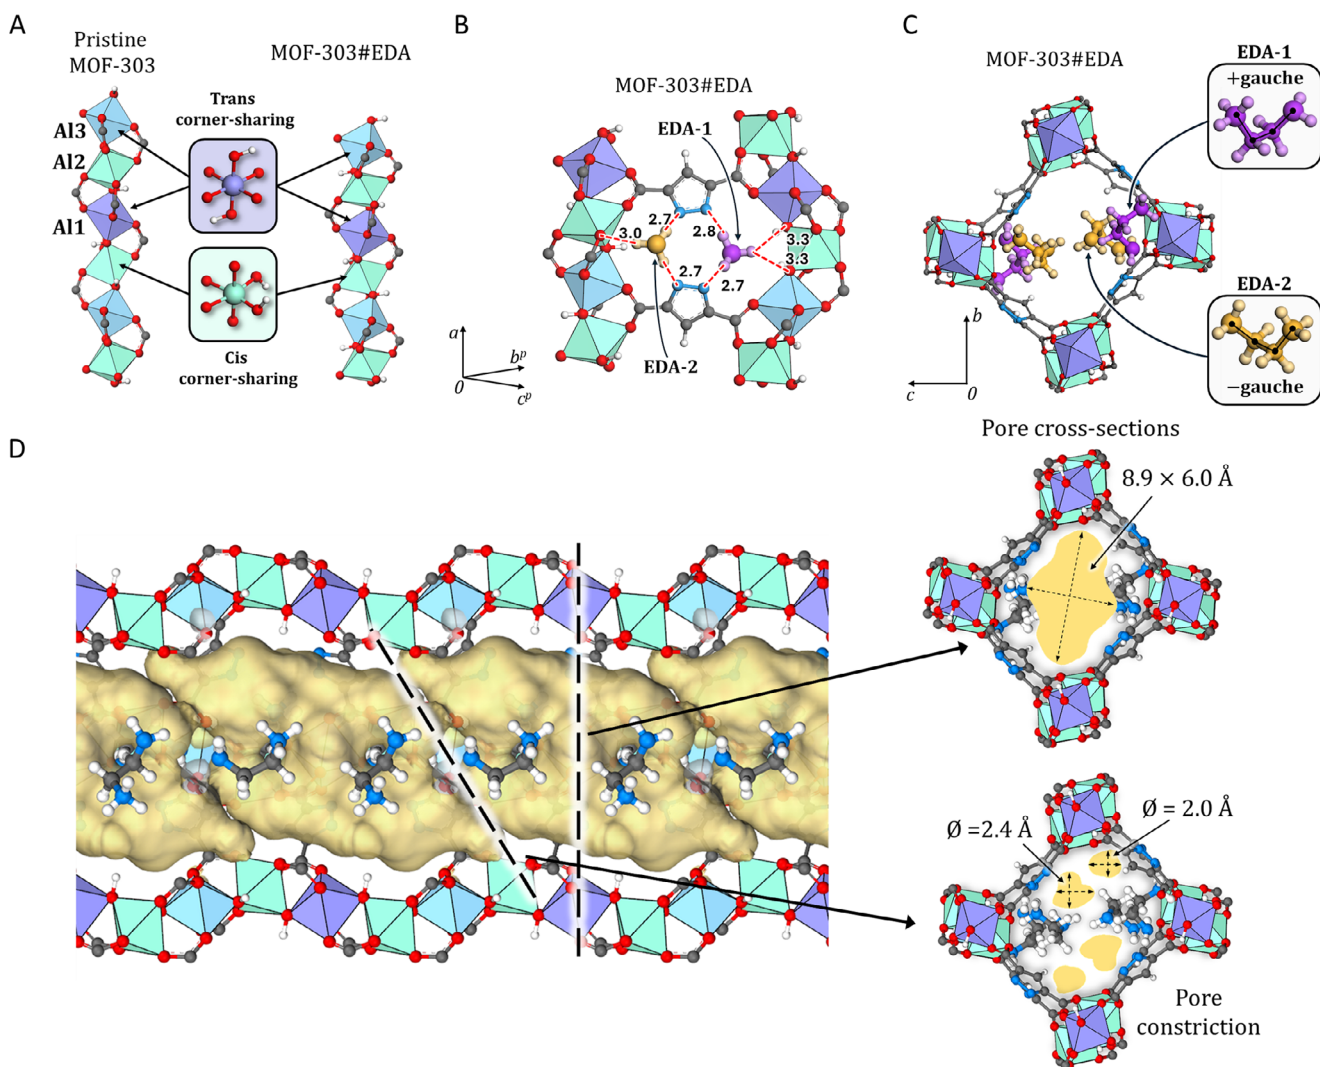 A
Pristine
MOF-303
MOF-303#EDA
Al3
Al2
Al1
Trans
corner-sharing
Cis
corner-sharing
B
MOF-303#EDA
EDA-1
2.7
2.8
3.0
3.3
3.3
2.7
2.7
EDA-2
a
0
bᵖ
cᵖ
C
MOF-303#EDA
EDA-1
+gauche
EDA-2
−gauche
b
c
0
D
Pore cross-sections
8.9 × 6.0 Å
Ø = 2.0 Å
Ø =2.4 Å
Pore
constriction